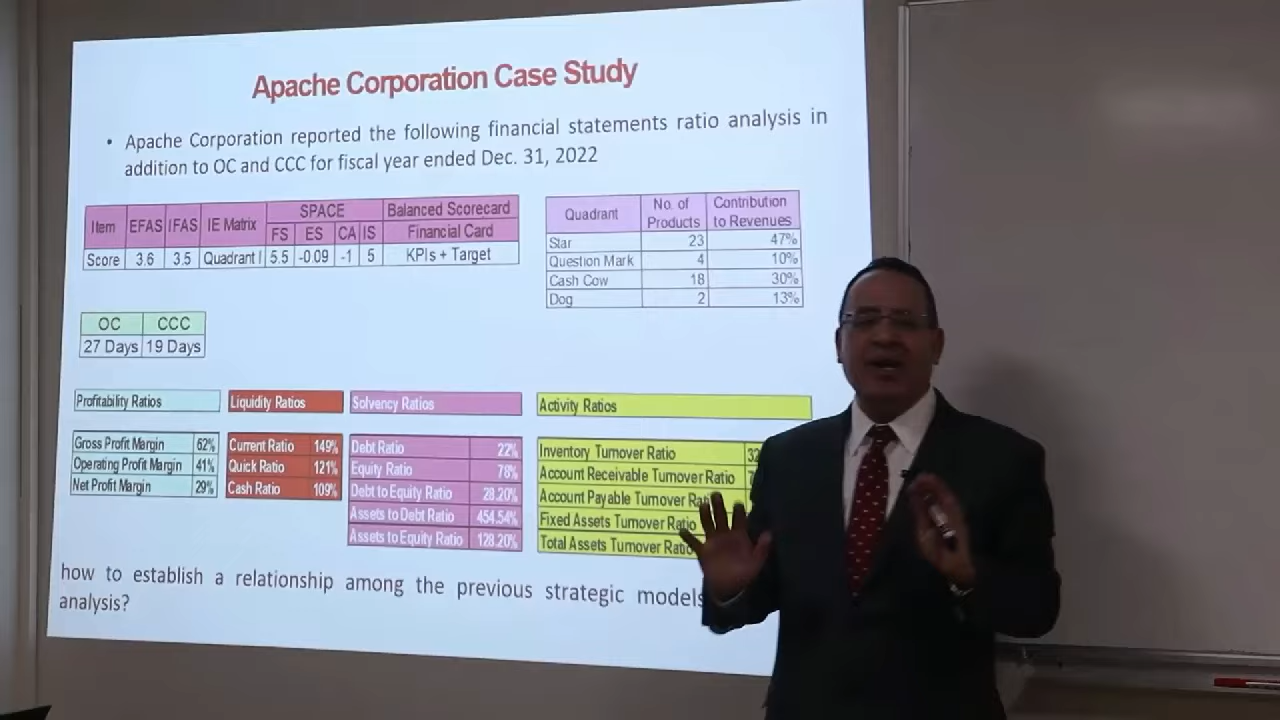 Apache Corporation Case Study
• Apache Corporation reported the following financial statements ratio analysis in
addition to OC and CCC for fiscal year ended Dec. 31, 2022
Item EFAS IFAS IE Matrix SPACE Balanced Scorecard
FS ES CA IS Financial Card
Score 3.6 3.5 Quadrant I 5.5 -0.09 -1 5 KPIs + Target
Quadrant No. of Products Contribution to Revenues
Star 23 47%
Question Mark 4 10%
Cash Cow 18 30%
Dog 2 13%
OC CCC
27 Days 19 Days
Profitability Ratios
Gross Profit Margin 62%
Operating Profit Margin 41%
Net Profit Margin 29%
Liquidity Ratios
Current Ratio 149%
Quick Ratio 121%
Cash Ratio 109%
Solvency Ratios
Debt Ratio 22%
Equity Ratio 78%
Debt to Equity Ratio 28.20%
Assets to Debt Ratio 454.54%
Assets to Equity Ratio 128.20%
Activity Ratios
Inventory Turnover Ratio 32
Account Receivable Turnover Ratio
Account Payable Turnover
Fixed Assets Turnover Ratio
Total Assets Turnover Ratio
how to establish a relationship among the previous strategic models
analysis?